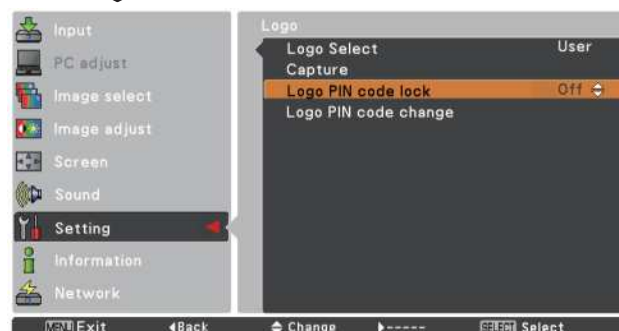 Input
PC adjust
Image select
Image adjust
Screen
Sound
Setting
Information
Network
Logo
Logo Select User
Capture
Logo PIN code lock Off
Logo PIN code change
MENU Exit ◄Back Change ►----- SELECT Select